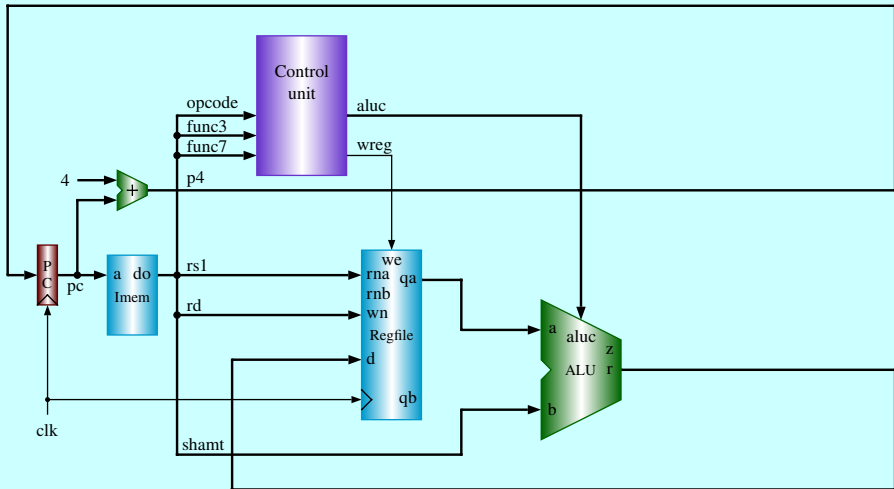 Control
unit
opcode
func3
func7
aluc
wreg
4
+
p4
P
C
pc
a do
Imem
rs1
rd
we
rna qa
rnb
wn
Regfile
d
qb
clk
shamt
a
aluc
z
ALU r
b